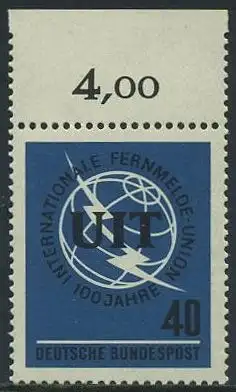 4,00
INTERNATIONALE FERNMELDE-UNION
100 JAHRE
UIT
40
DEUTSCHE BUNDESPOST